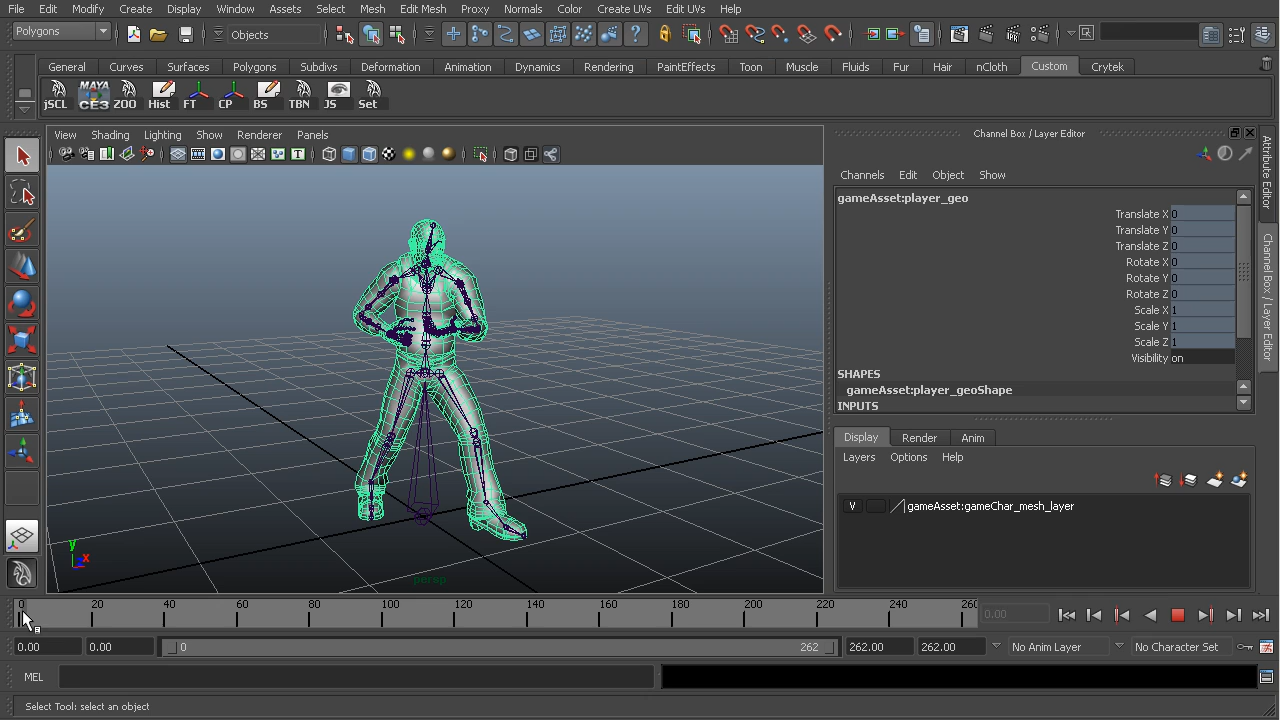 File Edit Modify Create Display Window Assets Select Mesh Edit Mesh Proxy Normals Color Create UVs Edit UVs Help
Polygons Objects
General Curves Surfaces Polygons Subdivs Deformation Animation Dynamics Rendering PaintEffects Toon Muscle Fluids Fur Hair nCloth Custom Crytek
MAYA
jSCL CE3 ZOO Hist FT CP BS TBN JS Set
View Shading Lighting Show Renderer Panels
Channel Box / Layer Editor
Channels Edit Object Show
gameAsset:player_geo
Translate X 0
Translate Y 0
Translate Z 0
Rotate X 0
Rotate Y 0
Rotate Z 0
Scale X 1
Scale Y 1
Scale Z 1
Visibility on
SHAPES
gameAsset:player_geoShape
INPUTS
Display Render Anim
Layers Options Help
V gameAsset:gameChar_mesh_layer
Attribute Editor
Channel Box / Layer Editor
y
x
z
persp
0 20 40 60 80 100 120 140 160 180 200 220 240 260
0.00
0.00 0.00 0 262 262.00 262.00 No Anim Layer No Character Set
MEL
Select Tool: select an object